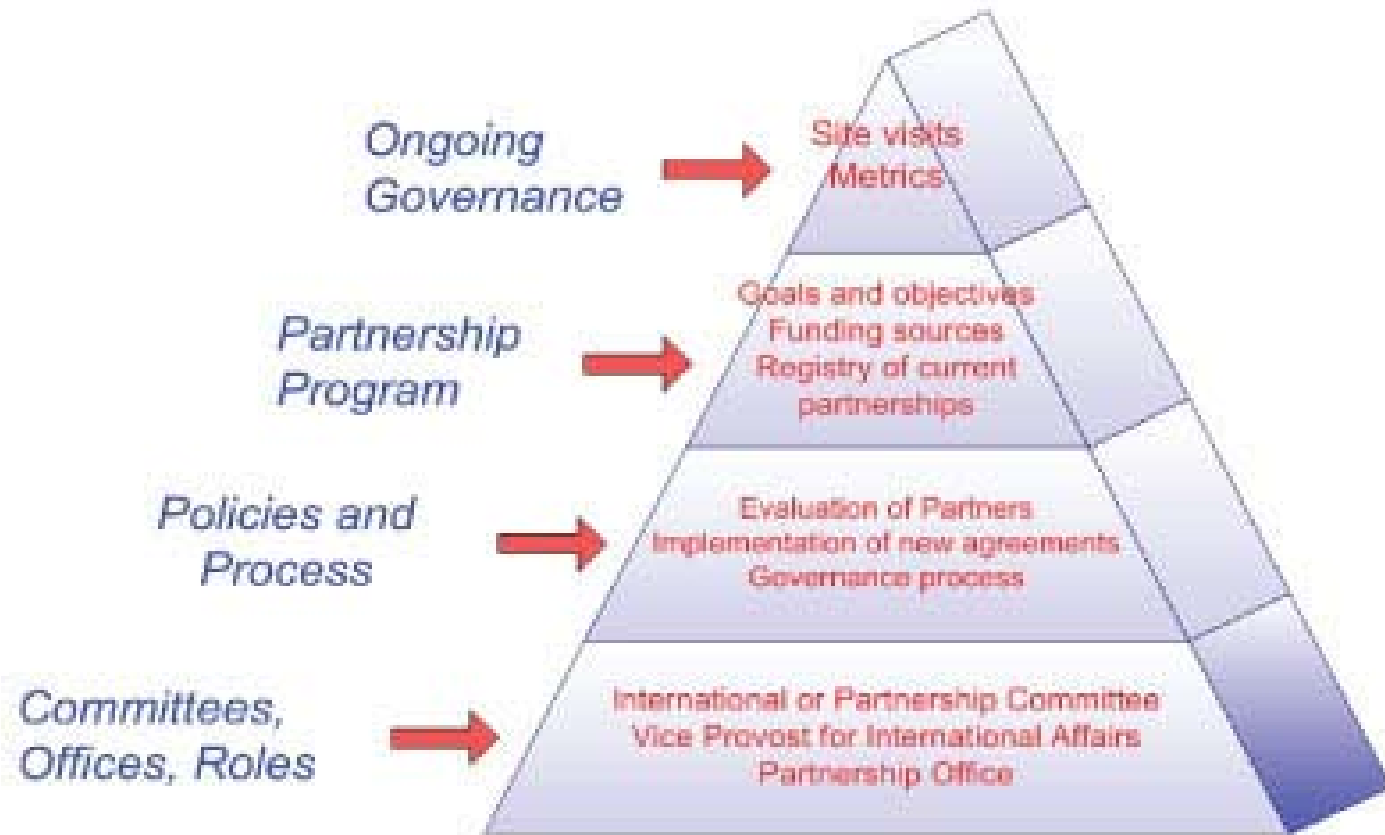 Ongoing
Governance
Site visits
Metrics
Partnership
Program
Goals and objectives
Funding sources
Registry of current
partnerships
Policies and
Process
Evaluation of Partners
Implementation of new agreements
Governance process
Committees,
Offices, Roles
International or Partnership Committee
Vice Provost for International Affairs
Partnership Office